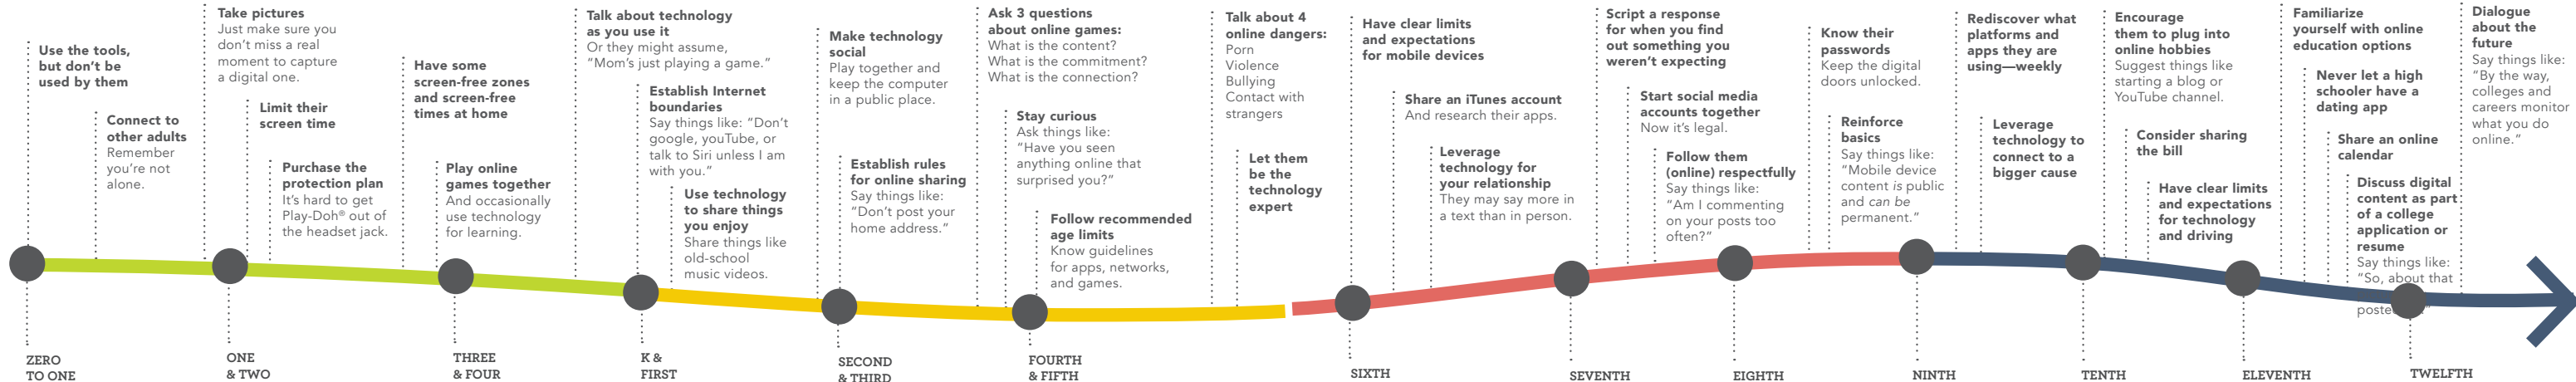 Use the tools,
but don’t be
used by them
Connect to
other adults
Remember
you’re not
alone.
Take pictures
Just make sure you
don’t miss a real
moment to capture
a digital one.
Limit their
screen time
Purchase the
protection plan
It’s hard to get
Play-Doh® out of
the headset jack.
Have some
screen-free zones
and screen-free
times at home
Play online
games together
And occasionally
use technology
for learning.
Talk about technology
as you use it
Or they might assume,
“Mom’s just playing a game.”
Establish Internet
boundaries
Say things like: “Don’t
google, youTube, or
talk to Siri unless I am
with you.”
Use technology
to share things
you enjoy
Share things like
old-school
music videos.
Make technology
social
Play together and
keep the computer
in a public place.
Establish rules
for online sharing
Say things like:
“Don’t post your
home address.”
Ask 3 questions
about online games:
What is the content?
What is the commitment?
What is the connection?
Stay curious
Ask things like:
“Have you seen
anything online that
surprised you?”
Follow recommended
age limits
Know guidelines
for apps, networks,
and games.
Talk about 4
online dangers:
Porn
Violence
Bullying
Contact with
strangers
Let them
be the
technology
expert
Have clear limits
and expectations
for mobile devices
Share an iTunes account
And research their apps.
Leverage
technology for
your relationship
They may say more in
a text than in person.
Script a response
for when you find
out something you
weren’t expecting
Start social media
accounts together
Now it’s legal.
Follow them
(online) respectfully
Say things like:
“Am I commenting
on your posts too
often?”
Know their
passwords
Keep the digital
doors unlocked.
Reinforce
basics
Say things like:
“Mobile device
content is public
and can be
permanent.”
Rediscover what
platforms and
apps they are
using—weekly
Leverage
technology to
connect to a
bigger cause
Encourage
them to plug into
online hobbies
Suggest things like
starting a blog or
YouTube channel.
Consider sharing
the bill
Have clear limits
and expectations
for technology
and driving
Familiarize
yourself with online
education options
Never let a high
schooler have a
dating app
Share an online
calendar
Discuss digital
content as part
of a college
application or
resume
Say things like:
“So, about that
Dialogue
about the
future
Say things like:
“By the way,
colleges and
careers monitor
what you do
online.”
ZERO
TO ONE
ONE
& TWO
THREE
& FOUR
K &
FIRST
SECOND
& THIRD
FOURTH
& FIFTH
SIXTH
SEVENTH
EIGHTH
NINTH
TENTH
ELEVENTH
TWELFTH